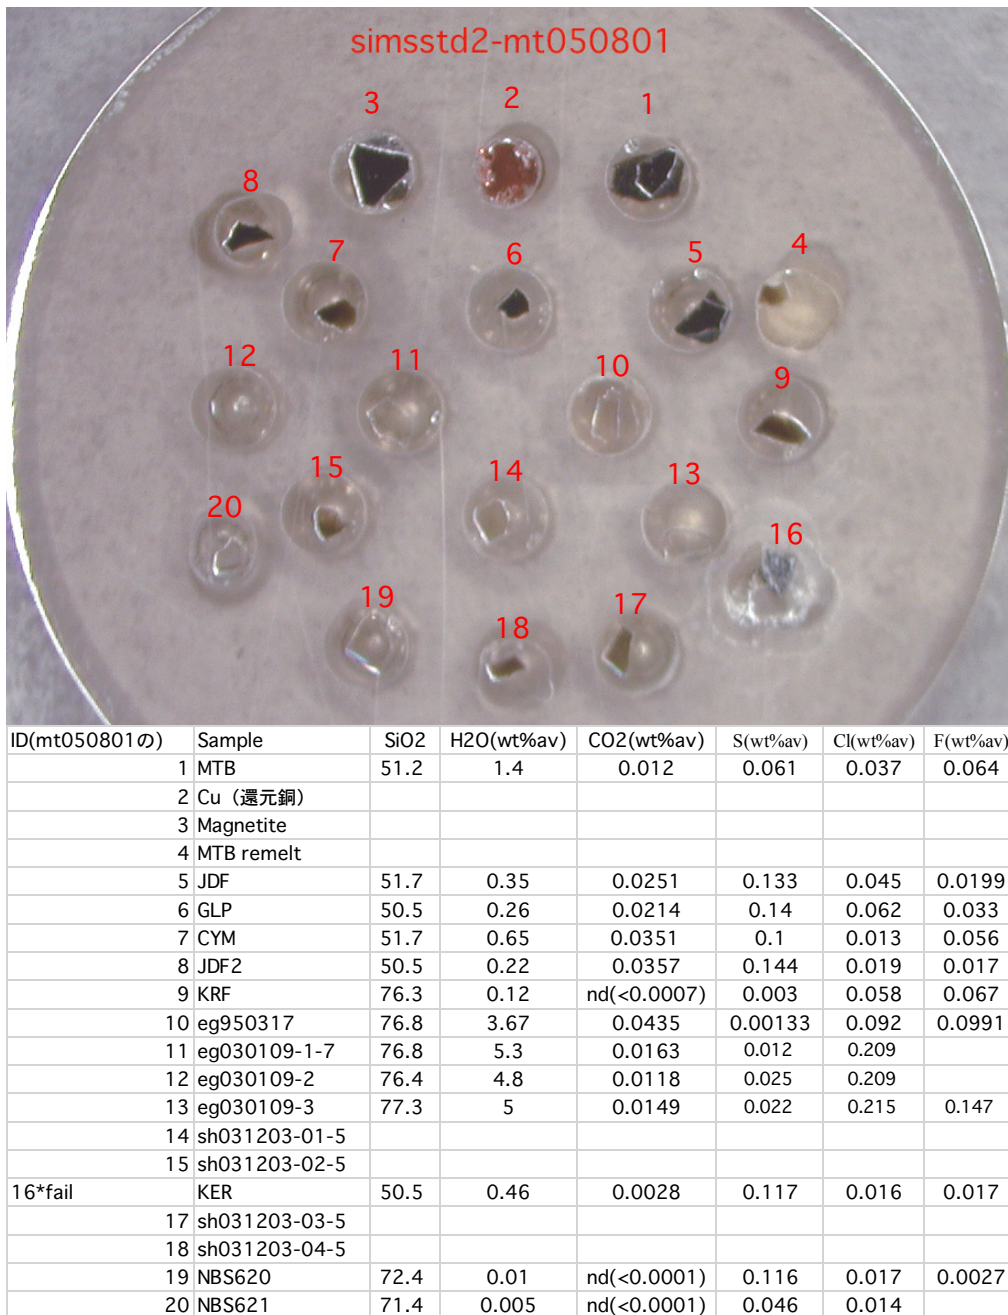 simsstd2-mt050801
3 2 1
8
7 6 5 4
12 11 10 9
15 14 13
20 16
19 18 17
ID(mt050801の) Sample SiO2 H2O(wt%av) CO2(wt%av) S(wt%av) Cl(wt%av) F(wt%av)
1 MTB 51.2 1.4 0.012 0.061 0.037 0.064
2 Cu（還元銅）
3 Magnetite
4 MTB remelt
5 JDF 51.7 0.35 0.0251 0.133 0.045 0.0199
6 GLP 50.5 0.26 0.0214 0.14 0.062 0.033
7 CYM 51.7 0.65 0.0351 0.1 0.013 0.056
8 JDF2 50.5 0.22 0.0357 0.144 0.019 0.017
9 KRF 76.3 0.12 nd(<0.0007) 0.003 0.058 0.067
10 eg950317 76.8 3.67 0.0435 0.00133 0.092 0.0991
11 eg030109-1-7 76.8 5.3 0.0163 0.012 0.209
12 eg030109-2 76.4 4.8 0.0118 0.025 0.209
13 eg030109-3 77.3 5 0.0149 0.022 0.215 0.147
14 sh031203-01-5
15 sh031203-02-5
16*fail KER 50.5 0.46 0.0028 0.117 0.016 0.017
17 sh031203-03-5
18 sh031203-04-5
19 NBS620 72.4 0.01 nd(<0.0001) 0.116 0.017 0.0027
20 NBS621 71.4 0.005 nd(<0.0001) 0.046 0.014